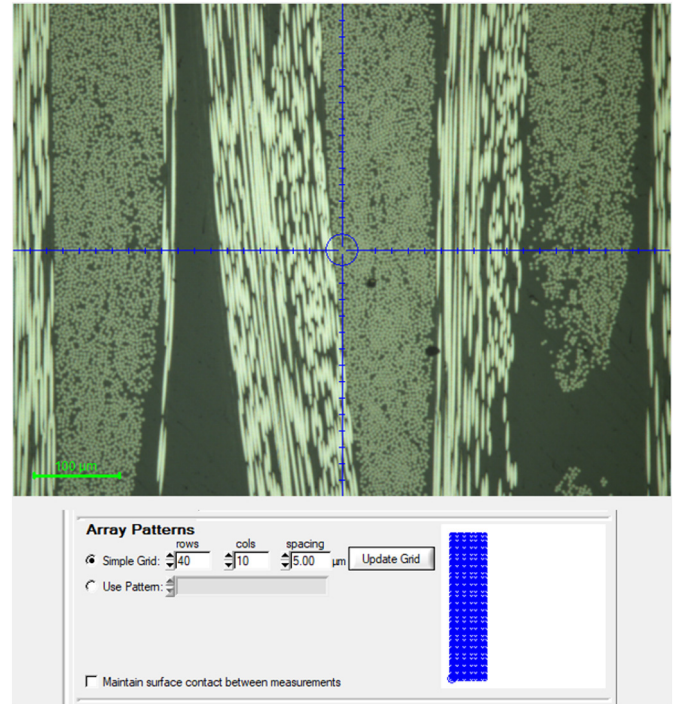 100 µm
Array Patterns
rows cols spacing
Simple Grid: 40 10 5.00 µm Update Grid
Use Pattern:
Maintain surface contact between measurements